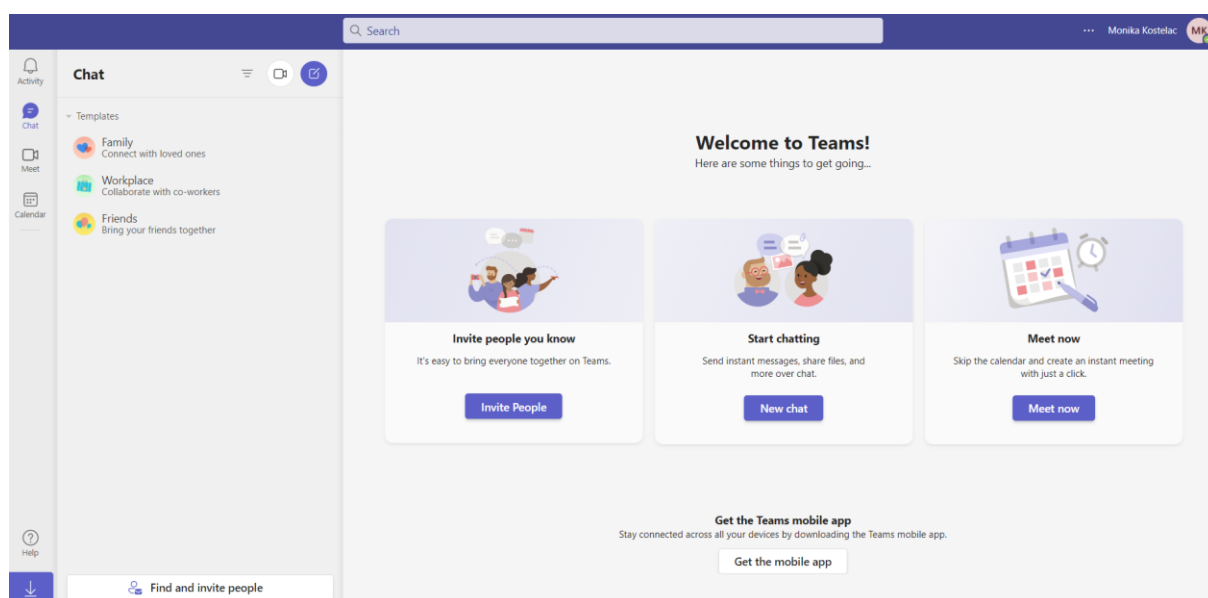 Search
...
Monika Kostelac
MK
Activity
Chat
Meet
Calendar
Help
Chat
Templates
Family
Connect with loved ones
Workplace
Collaborate with co-workers
Friends
Bring your friends together
Find and invite people
Welcome to Teams!
Here are some things to get going...
Invite people you know
It's easy to bring everyone together on Teams.
Invite People
Start chatting
Send instant messages, share files, and
more over chat.
New chat
Meet now
Skip the calendar and create an instant meeting
with just a click.
Meet now
Get the Teams mobile app
Stay connected across all your devices by downloading the Teams mobile app.
Get the mobile app